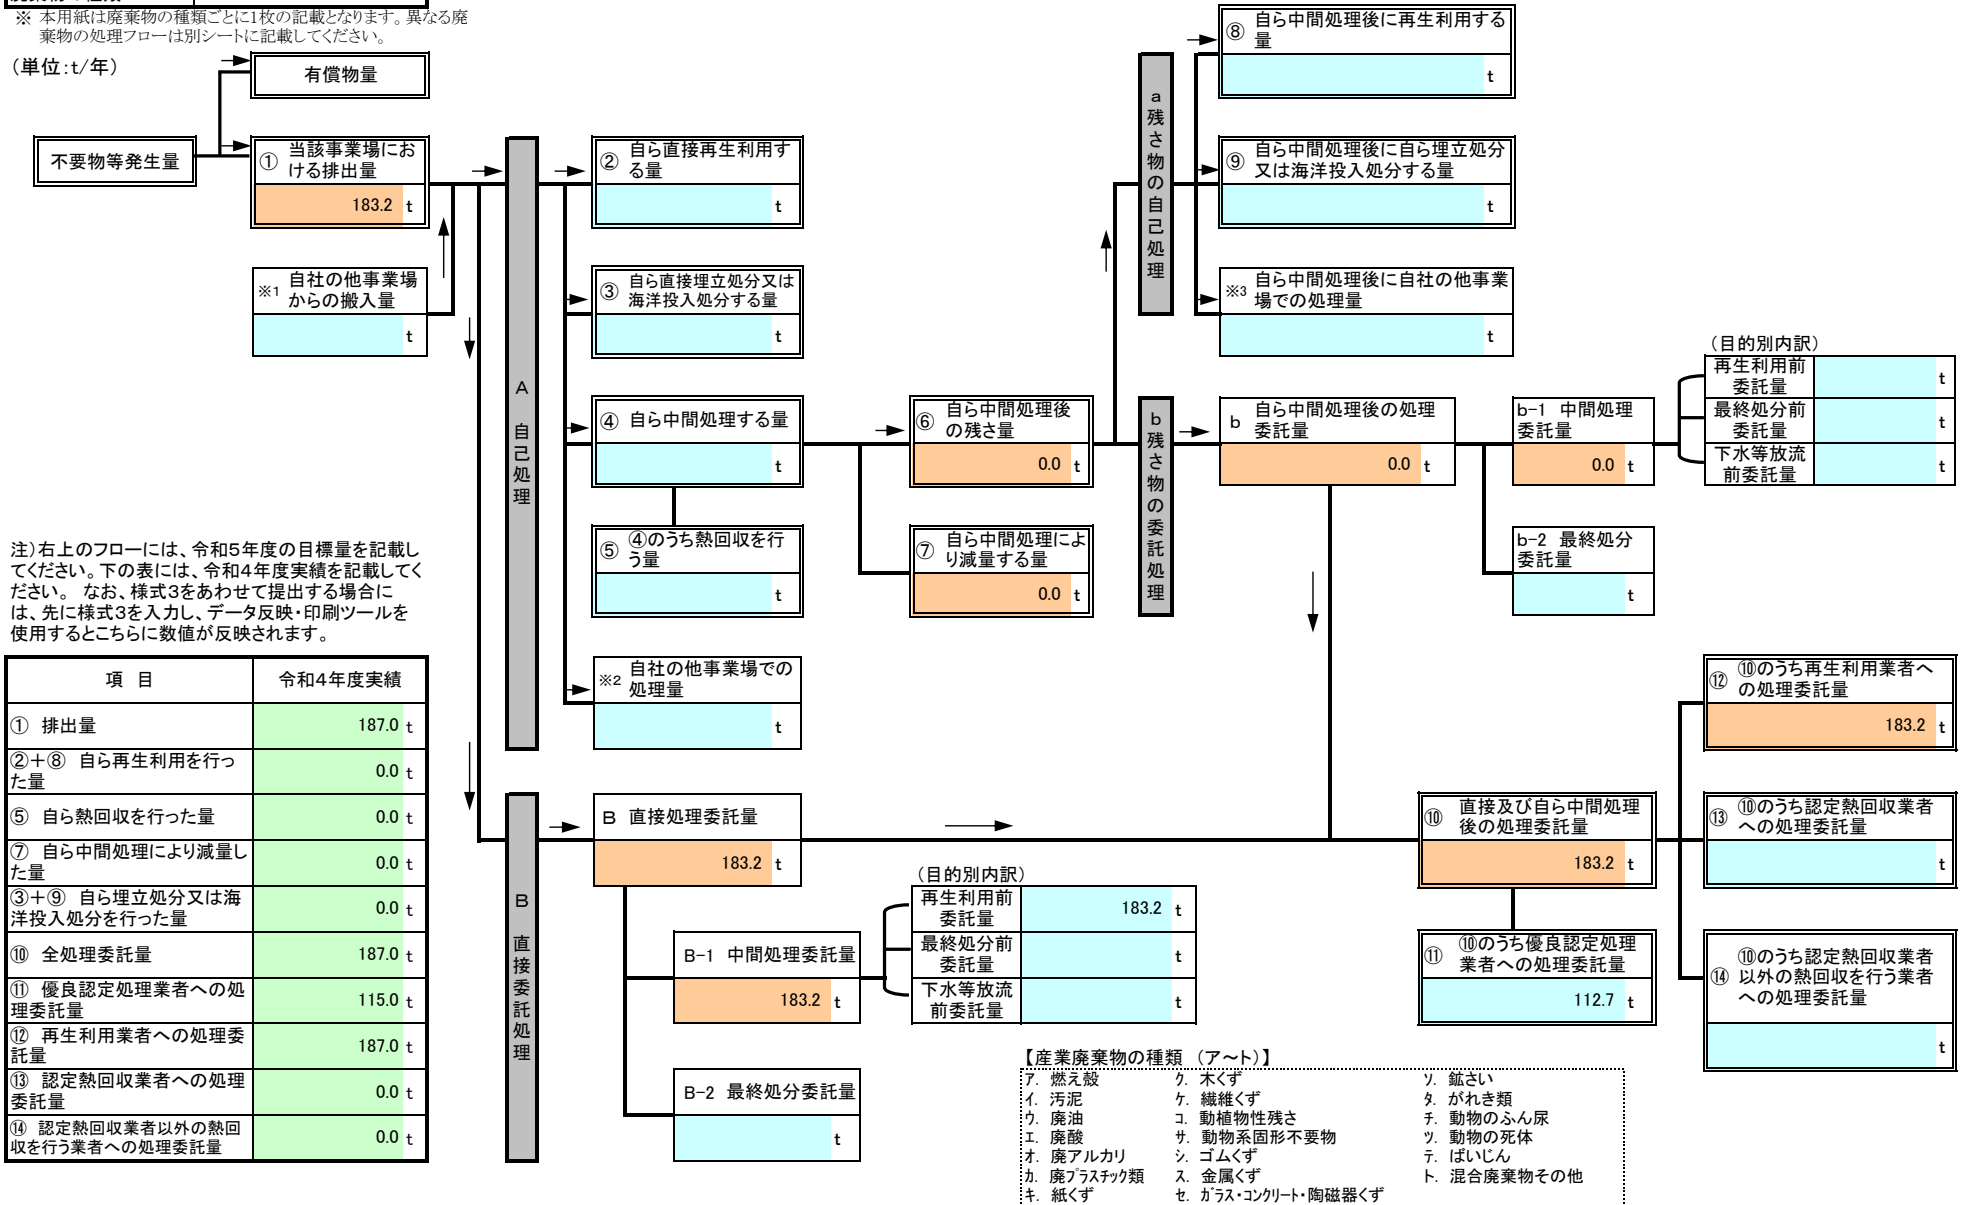 ※ 本用紙は廃棄物の種類ごとに1枚の記載となります。異なる廃
棄物の処理フローは別シートに記載してください。
(単位:t/年)
有償物量
不要物等発生量
① 当該事業場にお
ける排出量
183.2 t
※1 自社の他事業場
からの搬入量
t
A 自己処理
② 自ら直接再生利用す
る量
t
③ 自ら直接埋立処分又は
海洋投入処分する量
t
④ 自ら中間処理する量
t
⑤ ④のうち熱回収を行
う量
t
※2 自社の他事業場での
処理量
t
⑥ 自ら中間処理後
の残さ量
0.0 t
⑦ 自ら中間処理によ
り減量する量
0.0 t
a 残さ物の自己処理
⑧ 自ら中間処理後に再生利用する
量
t
⑨ 自ら中間処理後に自ら埋立処分
又は海洋投入処分する量
t
※3 自ら中間処理後に自社の他事業
場での処理量
t
b 残さ物の委託処理
b 自ら中間処理後の処理
委託量
0.0 t
b-1 中間処理
委託量
0.0 t
(目的別内訳)
再生利用前
委託量
t
最終処分前
委託量
t
下水等放流
前委託量
t
b-2 最終処分
委託量
t
注)右上のフローには、令和5年度の目標量を記載し
てください。下の表には、令和4年度実績を記載してく
ださい。 なお、様式3をあわせて提出する場合に
は、先に様式3を入力し、データ反映・印刷ツールを
使用するとこちらに数値が反映されます。
項 目 令和4年度実績
① 排出量 187.0 t
②+⑧ 自ら再生利用を行っ
た量 0.0 t
⑤ 自ら熱回収を行った量 0.0 t
⑦ 自ら中間処理により減量し
た量 0.0 t
③+⑨ 自ら埋立処分又は海
洋投入処分を行った量 0.0 t
⑩ 全処理委託量 187.0 t
⑪ 優良認定処理業者への処
理委託量 115.0 t
⑫ 再生利用業者への処理委
託量 187.0 t
⑬ 認定熱回収業者への処理
委託量 0.0 t
⑭ 認定熱回収業者以外の熱回
収を行う業者への処理委託量 0.0 t
B 直接委託処理
B 直接処理委託量
183.2 t
B-1 中間処理委託量
183.2 t
B-2 最終処分委託量
t
(目的別内訳)
再生利用前
委託量
183.2 t
最終処分前
委託量
t
下水等放流
前委託量
t
⑩ 直接及び自ら中間処理
後の処理委託量
183.2 t
⑪ ⑩のうち優良認定処理
業者への処理委託量
112.7 t
⑫ ⑩のうち再生利用業者へ
の処理委託量
183.2 t
⑬ ⑩のうち認定熱回収業者
への処理委託量
t
⑭ ⑩のうち認定熱回収業者
以外の熱回収を行う業者
への処理委託量
t
【産業廃棄物の種類 (ア~ト)】
ア. 燃え殻 ク. 木くず ソ. 鉱さい
イ. 汚泥 ケ. 繊維くず タ. がれき類
ウ. 廃油 コ. 動植物性残さ チ. 動物のふん尿
エ. 廃酸 サ. 動物系固形不要物 ツ. 動物の死体
オ. 廃アルカリ シ. ゴムくず テ. ばいじん
カ. 廃プラスチック類 ス. 金属くず ト. 混合廃棄物その他
キ. 紙くず セ. ガラス・コンクリート・陶磁器くず